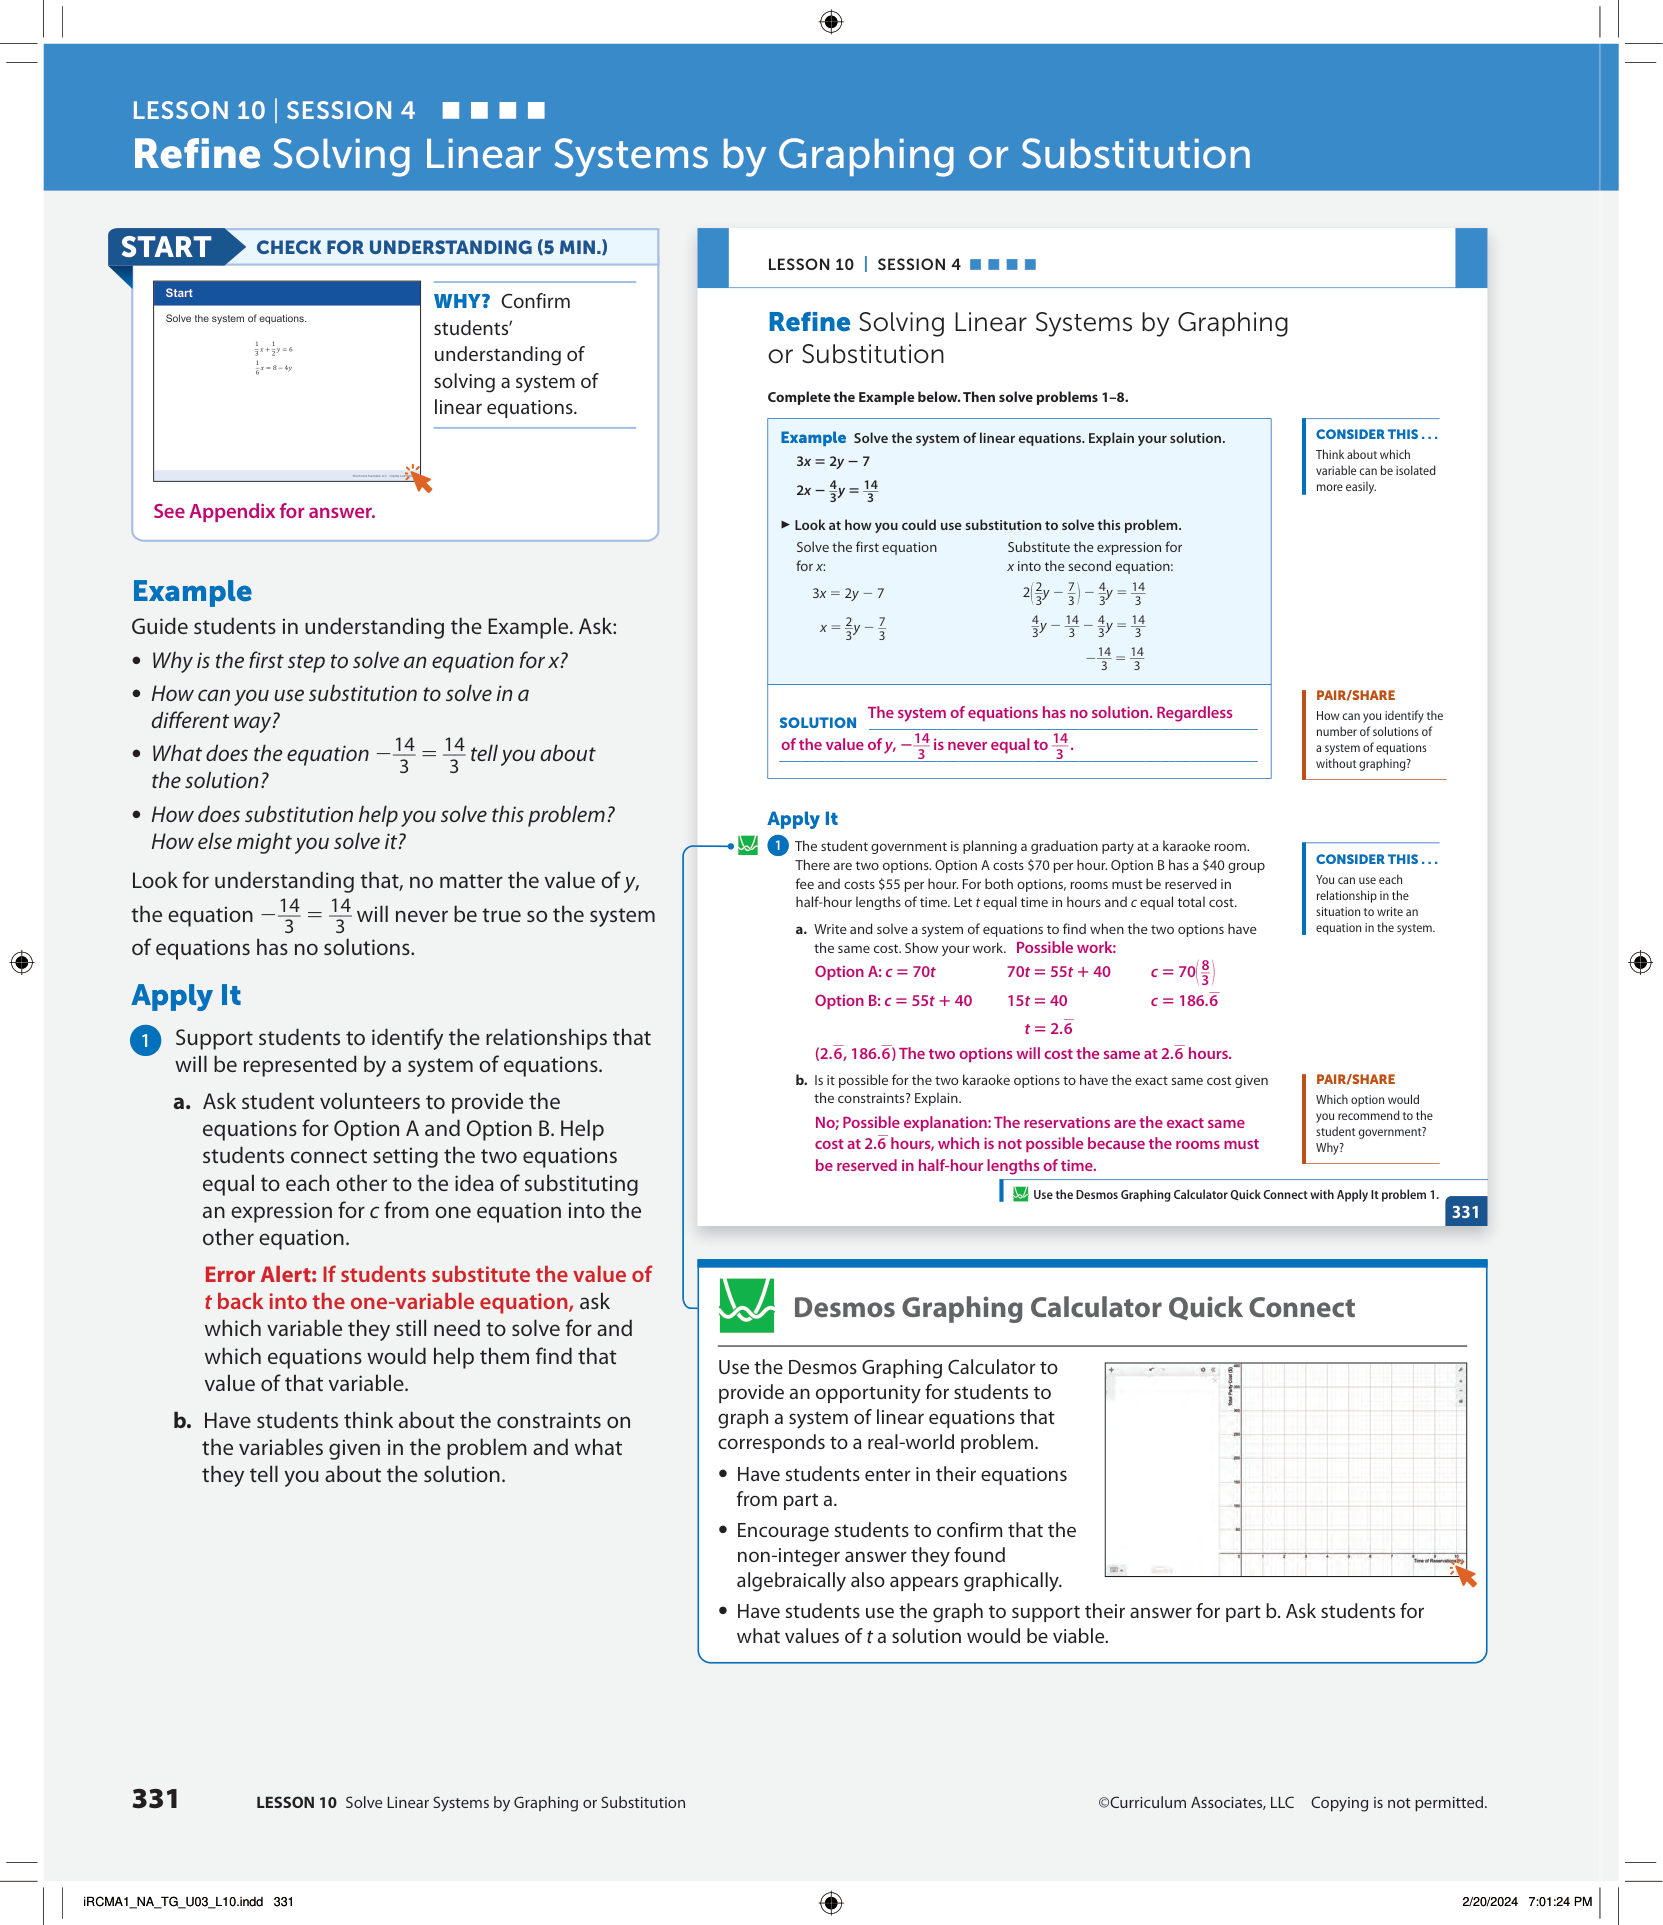 LESSON 10 | SESSION 4
Refine Solving Linear Systems by Graphing or Substitution
START
CHECK FOR UNDERSTANDING (5 MIN.)
Start
Solve the system of equations.
1/3 x + 1/2 y = 6
1/6 x = 8 − 4y
See Appendix for answer.
WHY? Confirm
students’
understanding of
solving a system of
linear equations.
Example
Guide students in understanding the Example. Ask:
• Why is the first step to solve an equation for x?
• How can you use substitution to solve in a
different way?
• What does the equation −14/3 = 14/3 tell you about
the solution?
• How does substitution help you solve this problem?
How else might you solve it?
Look for understanding that, no matter the value of y,
the equation −14/3 = 14/3 will never be true so the system
of equations has no solutions.
Apply It
1 Support students to identify the relationships that
will be represented by a system of equations.
a. Ask student volunteers to provide the
equations for Option A and Option B. Help
students connect setting the two equations
equal to each other to the idea of substituting
an expression for c from one equation into the
other equation.
Error Alert: If students substitute the value of
t back into the one-variable equation, ask
which variable they still need to solve for and
which equations would help them find that
value of that variable.
b. Have students think about the constraints on
the variables given in the problem and what
they tell you about the solution.
LESSON 10 | SESSION 4
Refine Solving Linear Systems by Graphing
or Substitution
Complete the Example below. Then solve problems 1–8.
Example Solve the system of linear equations. Explain your solution.
3x = 2y − 7
2x − 4/3 y = 14/3
▶ Look at how you could use substitution to solve this problem.
Solve the first equation
for x:
3x = 2y − 7
x = 2/3 y − 7/3
Substitute the expression for
x into the second equation:
2(2/3 y − 7/3) − 4/3 y = 14/3
4/3 y − 14/3 − 4/3 y = 14/3
−14/3 = 14/3
SOLUTION The system of equations has no solution. Regardless
of the value of y, −14/3 is never equal to 14/3.
CONSIDER THIS . . .
Think about which
variable can be isolated
more easily.
PAIR/SHARE
How can you identify the
number of solutions of
a system of equations
without graphing?
Apply It
1 The student government is planning a graduation party at a karaoke room.
There are two options. Option A costs $70 per hour. Option B has a $40 group
fee and costs $55 per hour. For both options, rooms must be reserved in
half-hour lengths of time. Let t equal time in hours and c equal total cost.
a. Write and solve a system of equations to find when the two options have
the same cost. Show your work. Possible work:
Option A: c = 70t 70t = 55t + 40 c = 70(8/3)
Option B: c = 55t + 40 15t = 40 c = 186.6̅
t = 2.6̅
(2.6̅, 186.6̅) The two options will cost the same at 2.6̅ hours.
b. Is it possible for the two karaoke options to have the exact same cost given
the constraints? Explain.
No; Possible explanation: The reservations are the exact same
cost at 2.6̅ hours, which is not possible because the rooms must
be reserved in half-hour lengths of time.
CONSIDER THIS . . .
You can use each
relationship in the
situation to write an
equation in the system.
PAIR/SHARE
Which option would
you recommend to the
student government?
Why?
Use the Desmos Graphing Calculator Quick Connect with Apply It problem 1.
331
Desmos Graphing Calculator Quick Connect
Use the Desmos Graphing Calculator to
provide an opportunity for students to
graph a system of linear equations that
corresponds to a real-world problem.
• Have students enter in their equations
from part a.
• Encourage students to confirm that the
non-integer answer they found
algebraically also appears graphically.
• Have students use the graph to support their answer for part b. Ask students for
what values of t a solution would be viable.
331 LESSON 10 Solve Linear Systems by Graphing or Substitution
©Curriculum Associates, LLC Copying is not permitted.
iRCMA1_NA_TG_U03_L10.indd 331
2/20/2024 7:01:24 PM